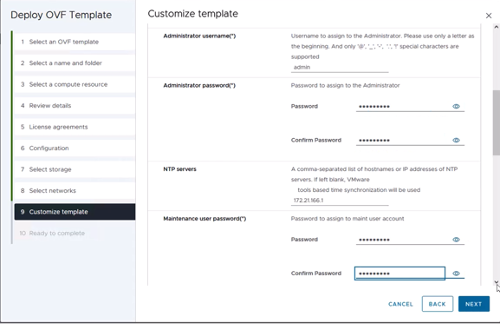 Deploy OVF Template
1 Select an OVF template
2 Select a name and folder
3 Select a compute resource
4 Review details
5 License agreements
6 Configuration
7 Select storage
8 Select networks
9 Customize template
10 Ready to complete
Customize template
Administrator username(*)
Username to assign to the Administrator. Please use only a letter as
the beginning. And only '@', '_', '-', '.', '!' special characters are
supported
admin
Administrator password(*)
Password to assign to the Administrator
Password
Confirm Password
NTP servers
A comma-separated list of hostnames or IP addresses of NTP
servers. If left blank, VMware
tools based time synchronization will be used
172.21.166.1
Maintenance user password(*)
Password to assign to maint user account
Password
Confirm Password
CANCEL
BACK
NEXT